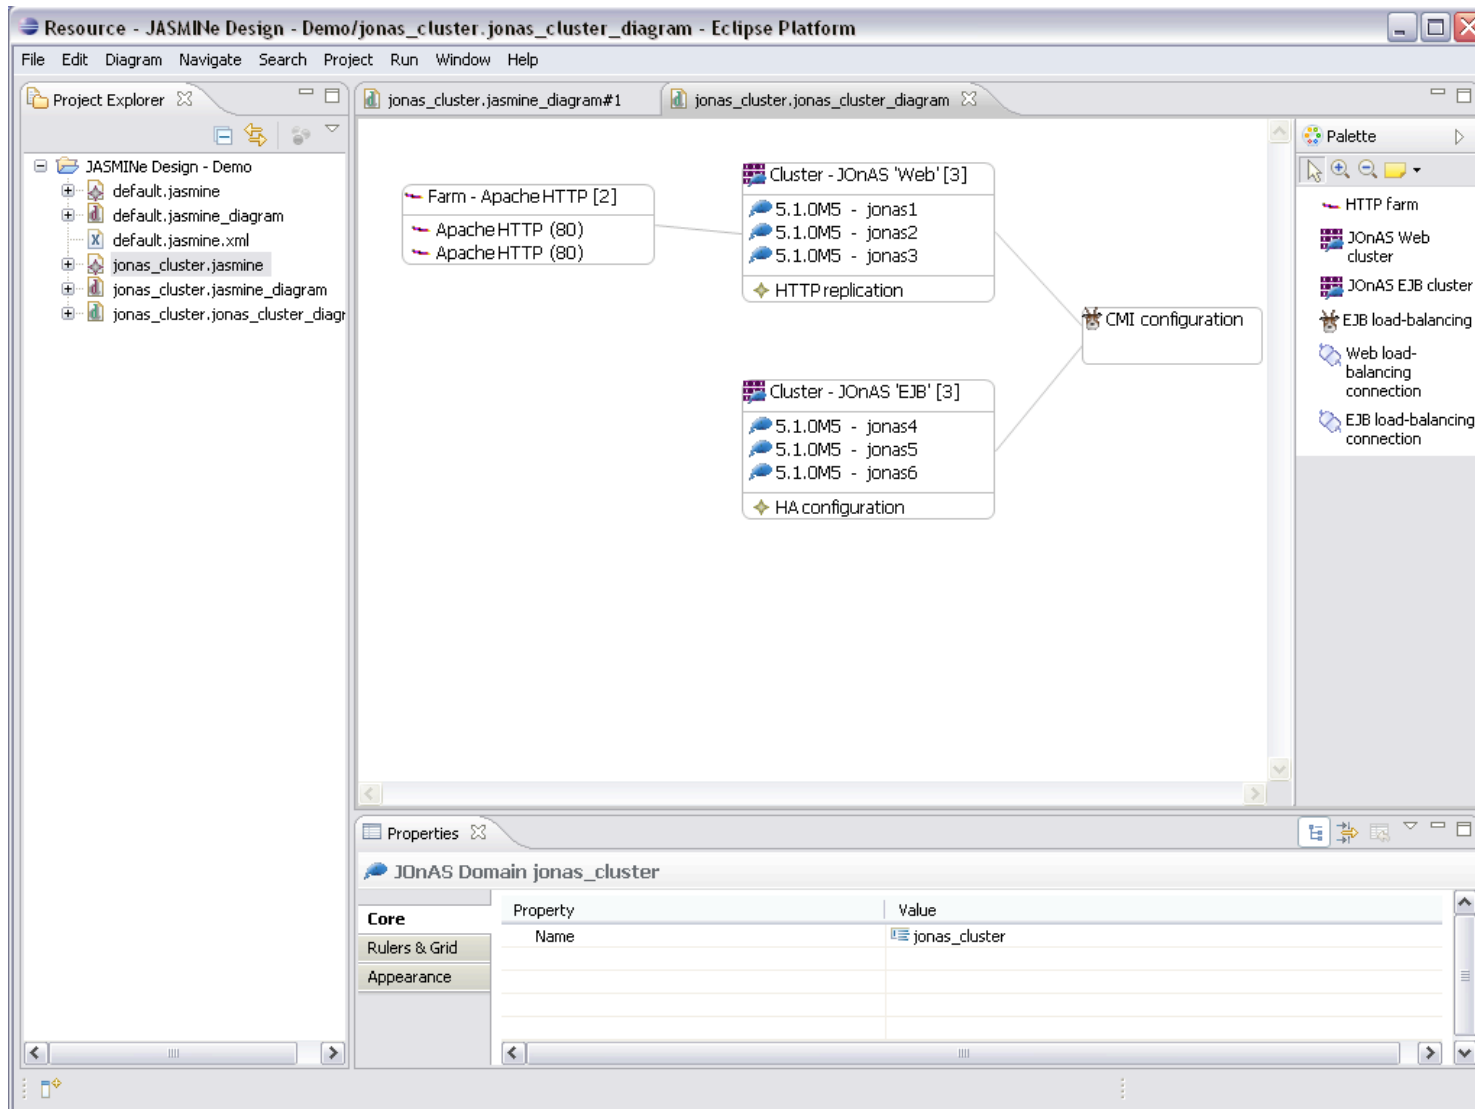 Resource - JASMINe Design - Demo/jonas_cluster.jonas_cluster_diagram - Eclipse Platform
File Edit Diagram Navigate Search Project Run Window Help
Project Explorer
JASMINe Design - Demo
default.jasmine
default.jasmine_diagram
default.jasmine.xml
jonas_cluster.jasmine
jonas_cluster.jasmine_diagram
jonas_cluster.jonas_cluster_diagr
jonas_cluster.jasmine_diagram#1
jonas_cluster.jonas_cluster_diagram
Farm - Apache HTTP [2]
Apache HTTP (80)
Apache HTTP (80)
Cluster - JOnAS 'Web' [3]
5.1.0M5 - jonas1
5.1.0M5 - jonas2
5.1.0M5 - jonas3
HTTP replication
Cluster - JOnAS 'EJB' [3]
5.1.0M5 - jonas4
5.1.0M5 - jonas5
5.1.0M5 - jonas6
HA configuration
CMI configuration
Palette
HTTP farm
JOnAS Web
cluster
JOnAS EJB cluster
EJB load-balancing
Web load-
balancing
connection
EJB load-balancing
connection
Properties
JOnAS Domain jonas_cluster
Core
Rulers & Grid
Appearance
Property Value
Name jonas_cluster